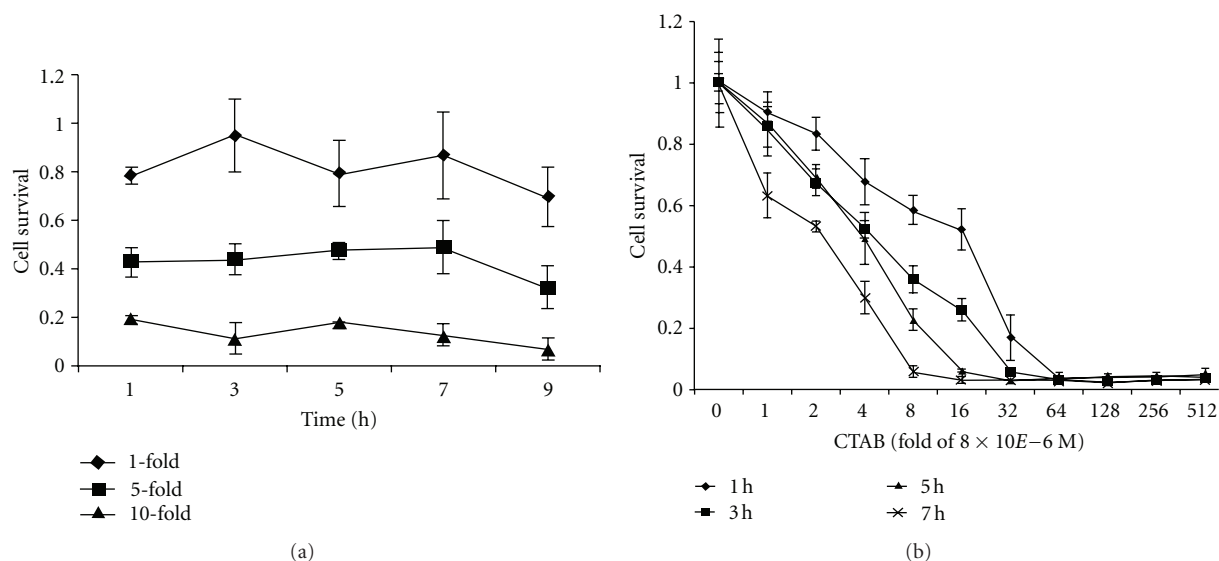 1.2
1
0.8
0.6
0.4
0.2
0
Cell survival
1 3 5 7 9
Time (h)
1-fold
5-fold
10-fold
(a)
1.2
1
0.8
0.6
0.4
0.2
0
Cell survival
0 1 2 4 8 16 32 64 128 256 512
CTAB (fold of 8 × 10E−6 M)
1 h 5 h
3 h 7 h
(b)